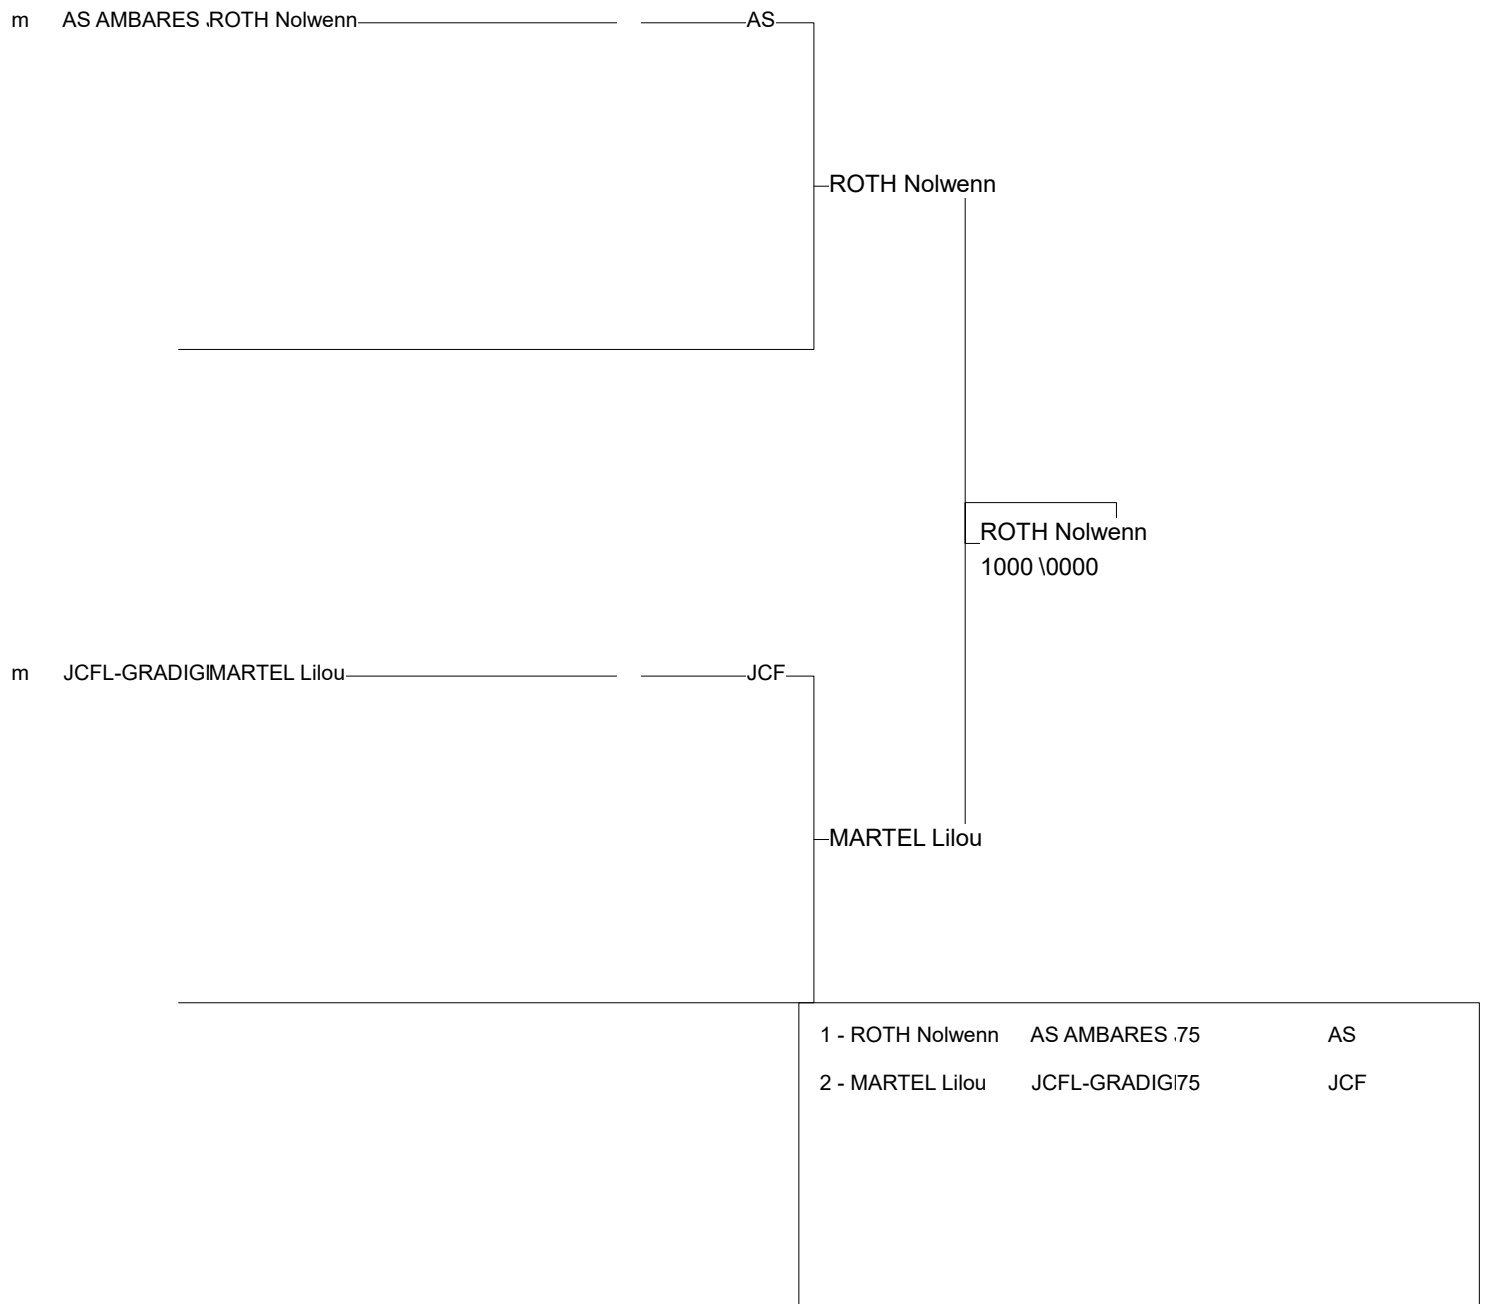 m AS AMBARES ROTH Nolwenn AS
ROTH Nolwenn
ROTH Nolwenn
1000 \0000
m JCFL-GRADIG MARTEL Lilou JCF
MARTEL Lilou
1 - ROTH Nolwenn AS AMBARES 75 AS
2 - MARTEL Lilou JCFL-GRADIG 75 JCF